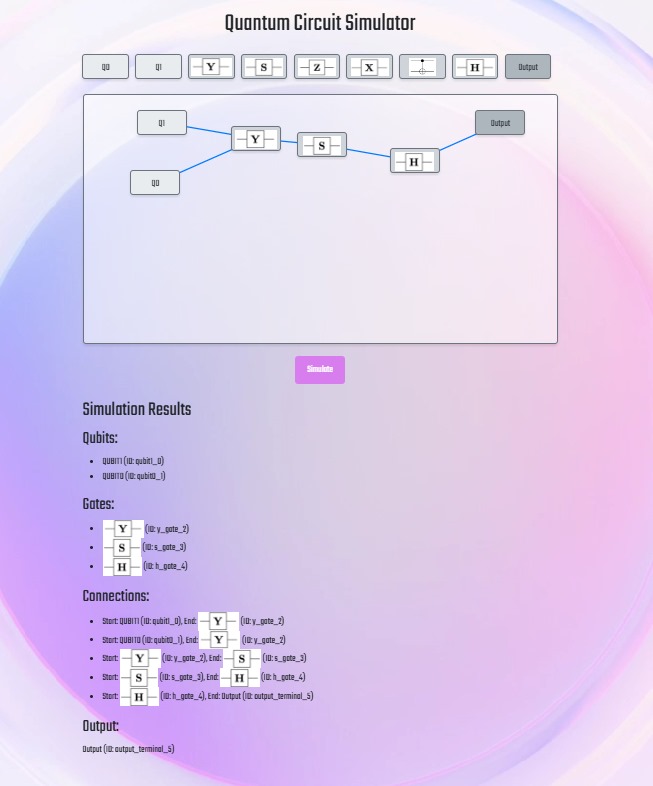 Quantum Circuit Simulator
Q0 Q1 Y S Z X H Output
Q1
Output
Y
S
H
Q0
Simulate
Simulation Results
Qubits:
QUBIT1 (ID: qubit1_0)
QUBIT0 (ID: qubit0_1)
Gates:
Y (ID: y_gate_2)
S (ID: s_gate_3)
H (ID: h_gate_4)
Connections:
Start: QUBIT1 (ID: qubit1_0), End: Y (ID: y_gate_2)
Start: QUBIT0 (ID: qubit0_1), End: Y (ID: y_gate_2)
Start: Y (ID: y_gate_2), End: S (ID: s_gate_3)
Start: S (ID: s_gate_3), End: H (ID: h_gate_4)
Start: H (ID: h_gate_4), End: Output (ID: output_terminal_5)
Output:
Output (ID: output_terminal_5)